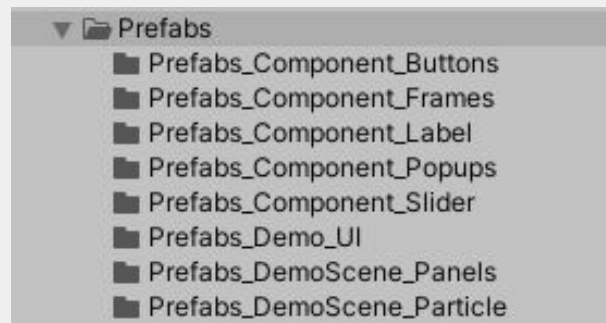 Prefabs
Prefabs_Component_Buttons
Prefabs_Component_Frames
Prefabs_Component_Label
Prefabs_Component_Popups
Prefabs_Component_Slider
Prefabs_Demo_UI
Prefabs_DemoScene_Panels
Prefabs_DemoScene_Particle